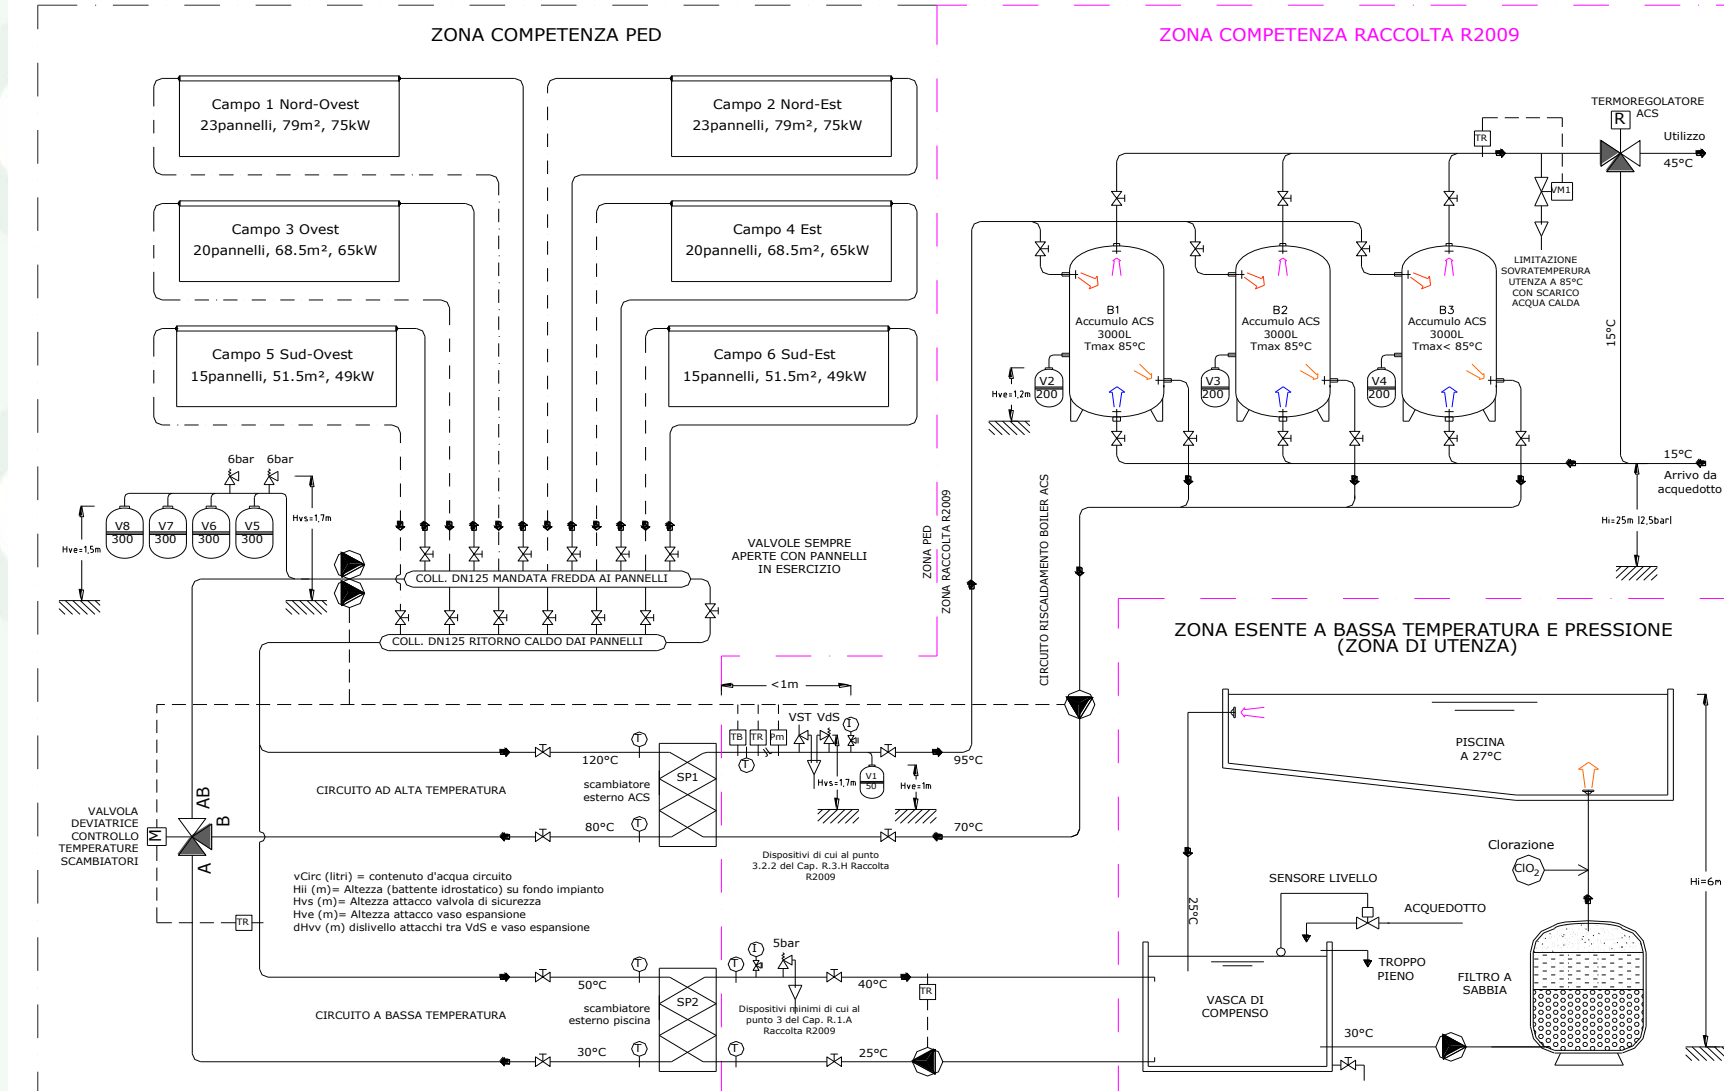 ZONA COMPETENZA PED
ZONA COMPETENZA RACCOLTA R2009
Campo 1 Nord-Ovest
23pannelli, 79m², 75kW
Campo 2 Nord-Est
23pannelli, 79m², 75kW
Campo 3 Ovest
20pannelli, 68.5m², 65kW
Campo 4 Est
20pannelli, 68.5m², 65kW
Campo 5 Sud-Ovest
15pannelli, 51.5m², 49kW
Campo 6 Sud-Est
15pannelli, 51.5m², 49kW
TERMOREGOLATORE
ACS
R
Utilizzo
45°C
TR
VM1
LIMITAZIONE
SOVRATEMPERURA
UTENZA A 85°C
CON SCARICO
ACQUA CALDA
15°C
B1
Accumulo ACS
3000L
Tmax 85°C
B2
Accumulo ACS
3000L
Tmax 85°C
B3
Accumulo ACS
3000L
Tmax< 85°C
V2
200
V3
200
V4
200
Hve=1,2m
15°C
Arrivo da
acquedotto
Hi=25m |2,5bar|
6bar
6bar
V8
300
V7
300
V6
300
V5
300
Hve=1,5m
Hvs=1,7m
VALVOLE SEMPRE
APERTE CON PANNELLI
IN ESERCIZIO
ZONA PED
ZONA RACCOLTA R2009
CIRCUITO RISCALDAMENTO BOILER ACS
COLL. DN125 MANDATA FREDDA AI PANNELLI
COLL. DN125 RITORNO CALDO DAI PANNELLI
ZONA ESENTE A BASSA TEMPERATURA E PRESSIONE
(ZONA DI UTENZA)
<1m
TB
TR
Pm
VST
VdS
I
T
T
120°C
CIRCUITO AD ALTA TEMPERATURA
scambiatore
esterno ACS
SP1
Hvs=1,7m
V1
50
Hve=1m
95°C
80°C
T
70°C
Dispositivi di cui al punto
3.2.2 del Cap. R.3.H Raccolta
R2009
VALVOLA
DEVIATRICE
CONTROLLO
TEMPERATURE
SCAMBIATORI
M
AB
B
A
vCirc (litri) = contenuto d'acqua circuito
Hii (m)= Altezza (battente idrostatico) su fondo impianto
Hvs (m)= Altezza attacco valvola di sicurezza
Hve (m)= Altezza attacco vaso espansione
dHvv (m) dislivello attacchi tra VdS e vaso espansione
TR
50°C
T
T
I
5bar
40°C
TR
CIRCUITO A BASSA TEMPERATURA
scambiatore
esterno piscina
SP2
Dispositivi minimi di cui al
punto 3 del Cap. R.1.A
Raccolta R2009
30°C
T
T
25°C
PISCINA
A 27°C
Clorazione
ClO2
Hi=6m
25°C
SENSORE LIVELLO
ACQUEDOTTO
TROPPO
PIENO
VASCA DI
COMPENSO
FILTRO A
SABBIA
30°C